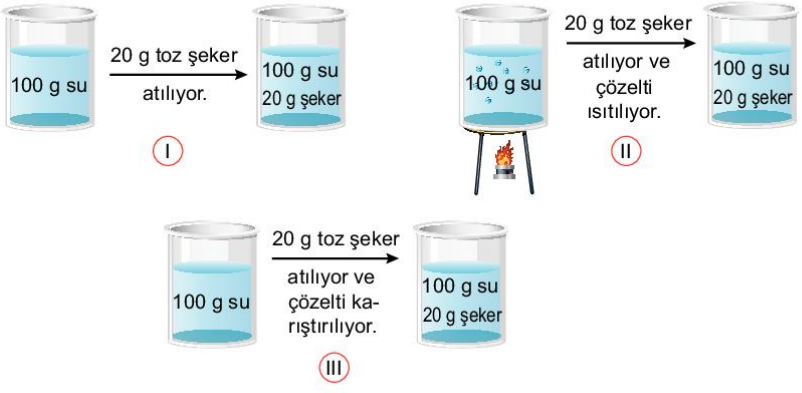 100 g su
20 g toz şeker
atılıyor.
100 g su
20 g şeker
I
100 g su
20 g toz şeker
atılıyor ve
çözelti
ısıtılıyor.
100 g su
20 g şeker
II
100 g su
20 g toz şeker
atılıyor ve
çözelti ka-
rıştırılıyor.
100 g su
20 g şeker
III